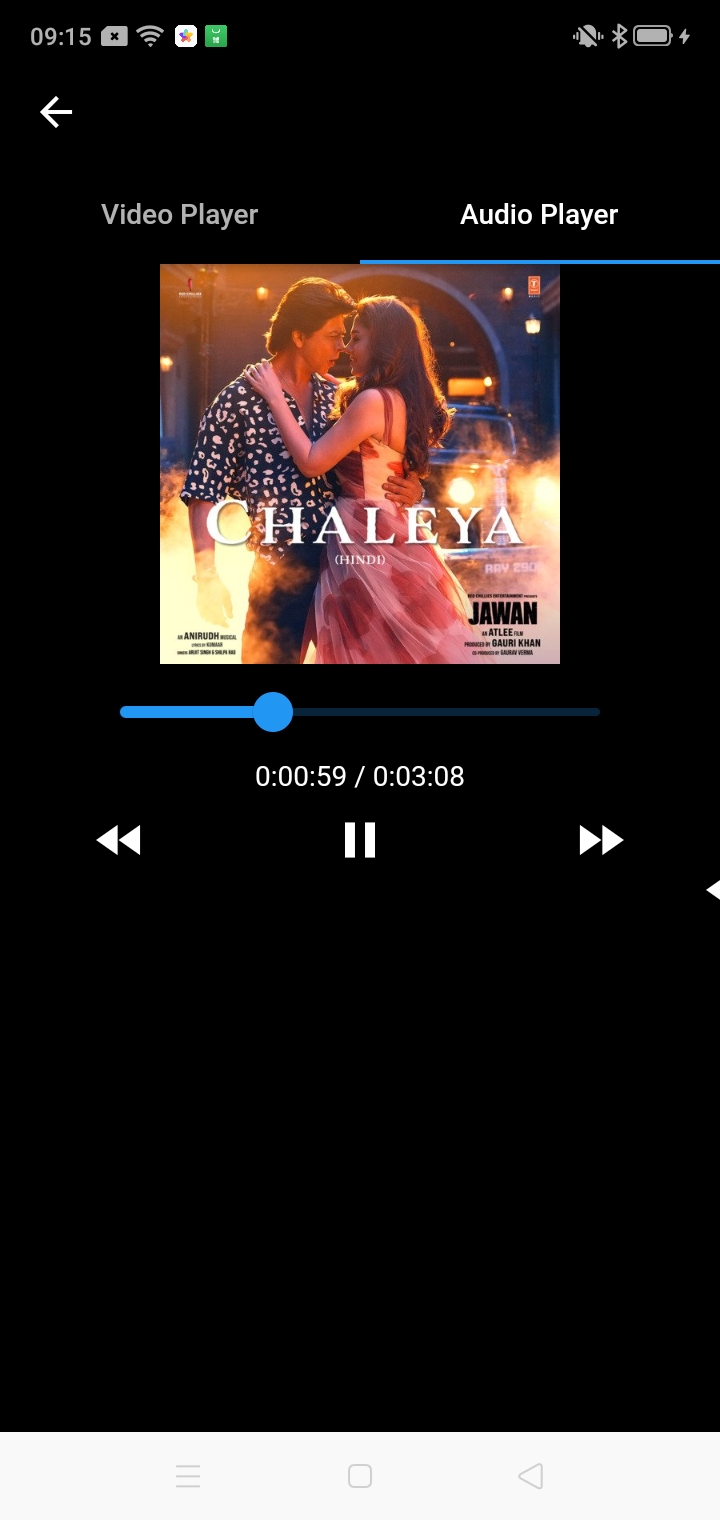 09:15
Video Player
Audio Player
CHALEYA
(HINDI)
RED CHILLIES ENTERTAINMENT PRESENTS
JAWAN
AN ATLEE FILM
PRODUCED BY GAURI KHAN
CO-PRODUCED BY GAURAV VERMA
AN ANIRUDH MUSICAL
LYRICS BY KUMAAR
SINGERS ARIJIT SINGH & SHILPA RAO
0:00:59 / 0:03:08